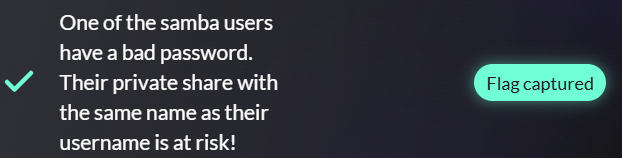 One of the samba users
have a bad password.
Their private share with
the same name as their
username is at risk!
Flag captured